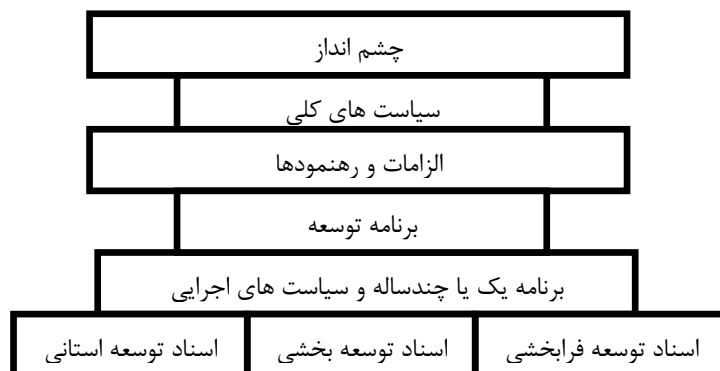 چشم انداز
سیاست های کلی
الزامات و رهنمودها
برنامه توسعه
برنامه یک یا چندساله و سیاست های اجرایی
اسناد توسعه فرابخشی
اسناد توسعه بخشی
اسناد توسعه استانی